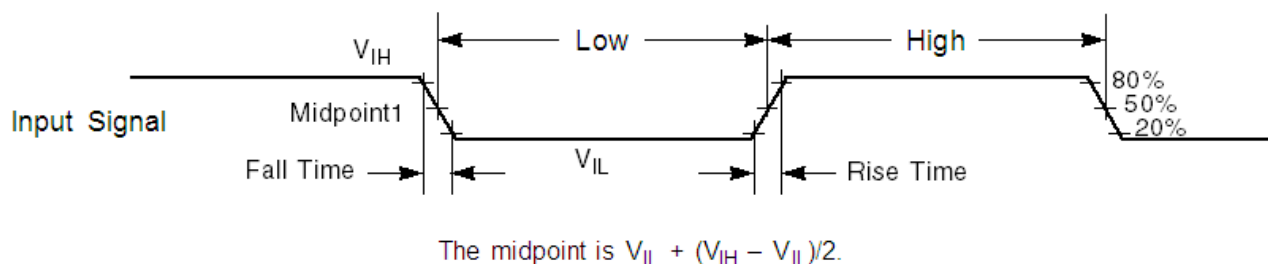 Low
High
VIH
80%
Input Signal
Midpoint1
50%
20%
Fall Time
VIL
Rise Time
The midpoint is VIL + (VIH – VIL)/2.